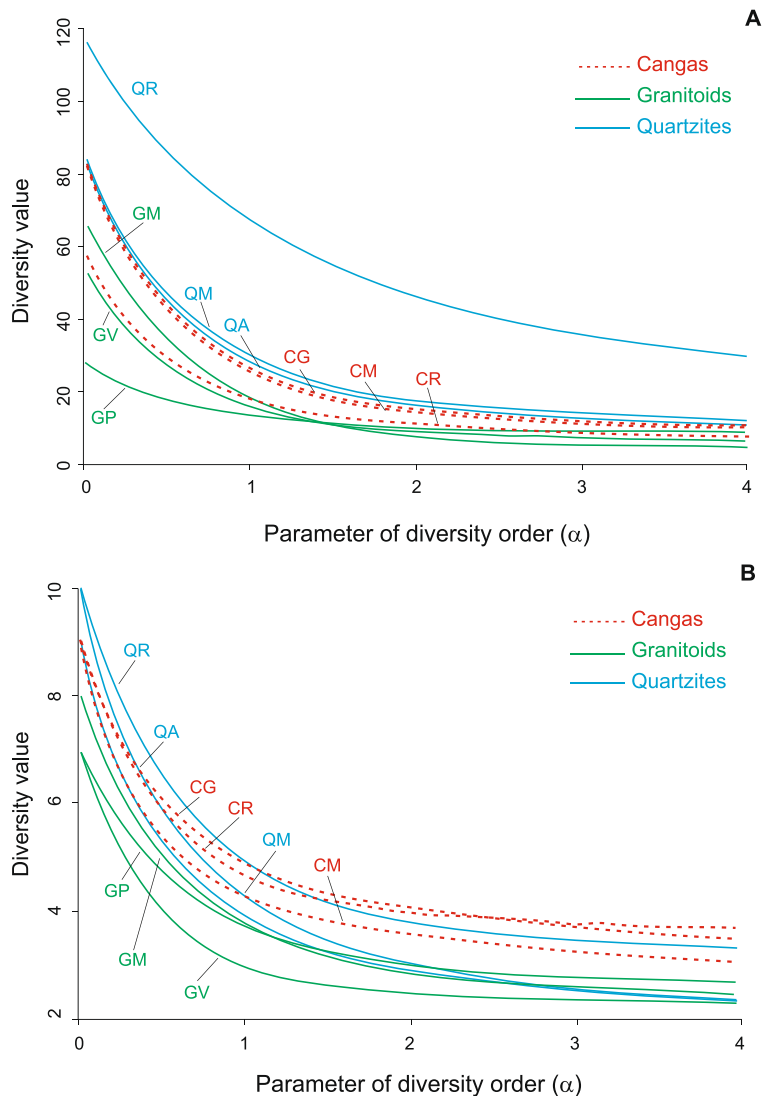 A
120
100
80
60
40
20
0
Diversity value
Cangas
Granitoids
Quartzites
QR
GM
QM
QA
GV
CG
CM
CR
GP
0 1 2 3 4
Parameter of diversity order (α)
B
10
8
6
4
2
Diversity value
Cangas
Granitoids
Quartzites
QR
QA
CG
CR
QM
CM
GP
GM
GV
0 1 2 3 4
Parameter of diversity order (α)